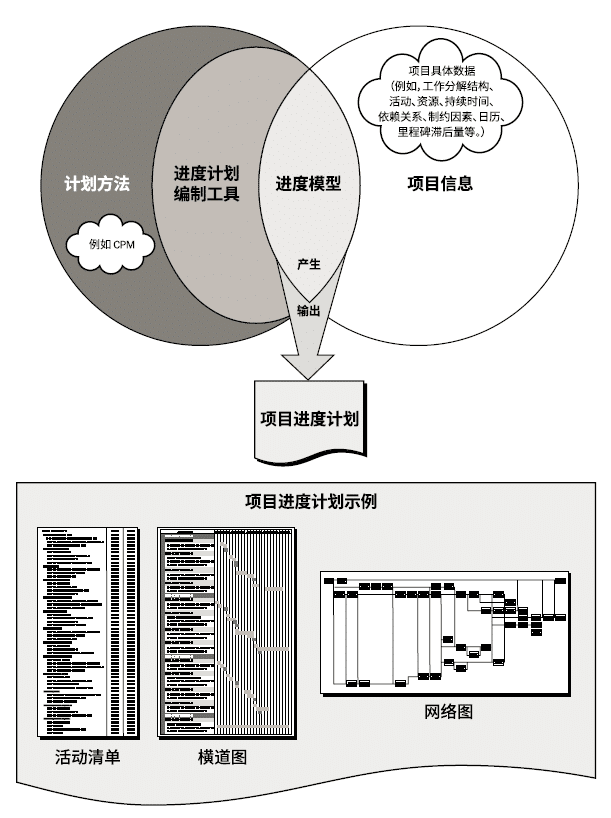 项目具体数据
（例如，工作分解结构、
活动、资源、持续时间、
依赖关系、制约因素、日历、
里程碑滞后量等。）
计划方法
进度计划
编制工具
进度模型
项目信息
例如 CPM
产生
输出
项目进度计划
项目进度计划示例
活动清单
横道图
网络图